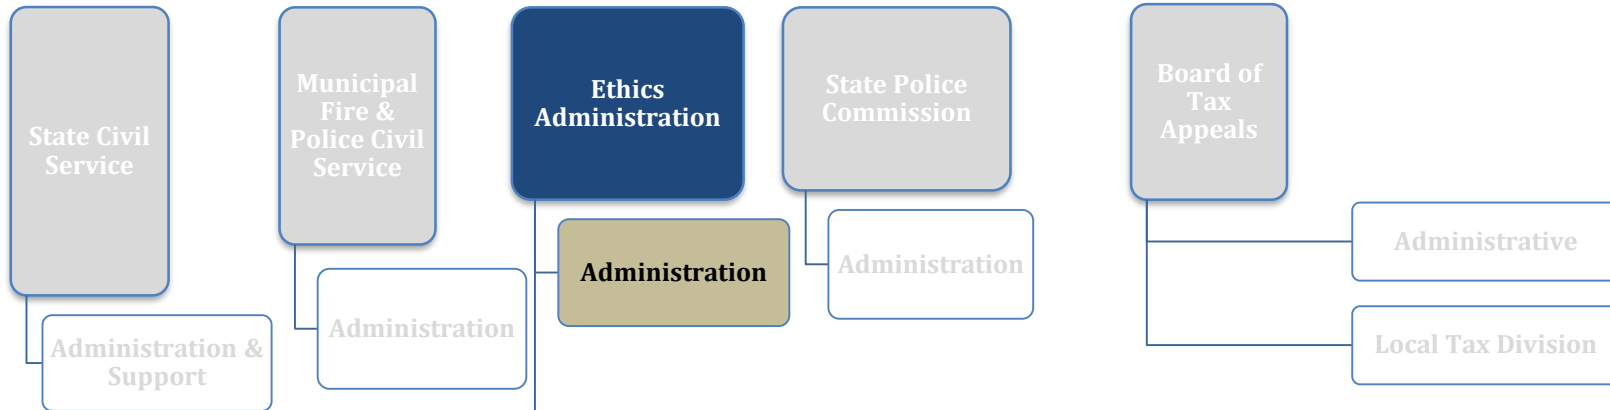 State Civil
Service
Administration &
Support
Municipal
Fire &
Police Civil
Service
Administration
Ethics
Administration
Administration
State Police
Commission
Administration
Board of
Tax
Appeals
Administrative
Local Tax Division